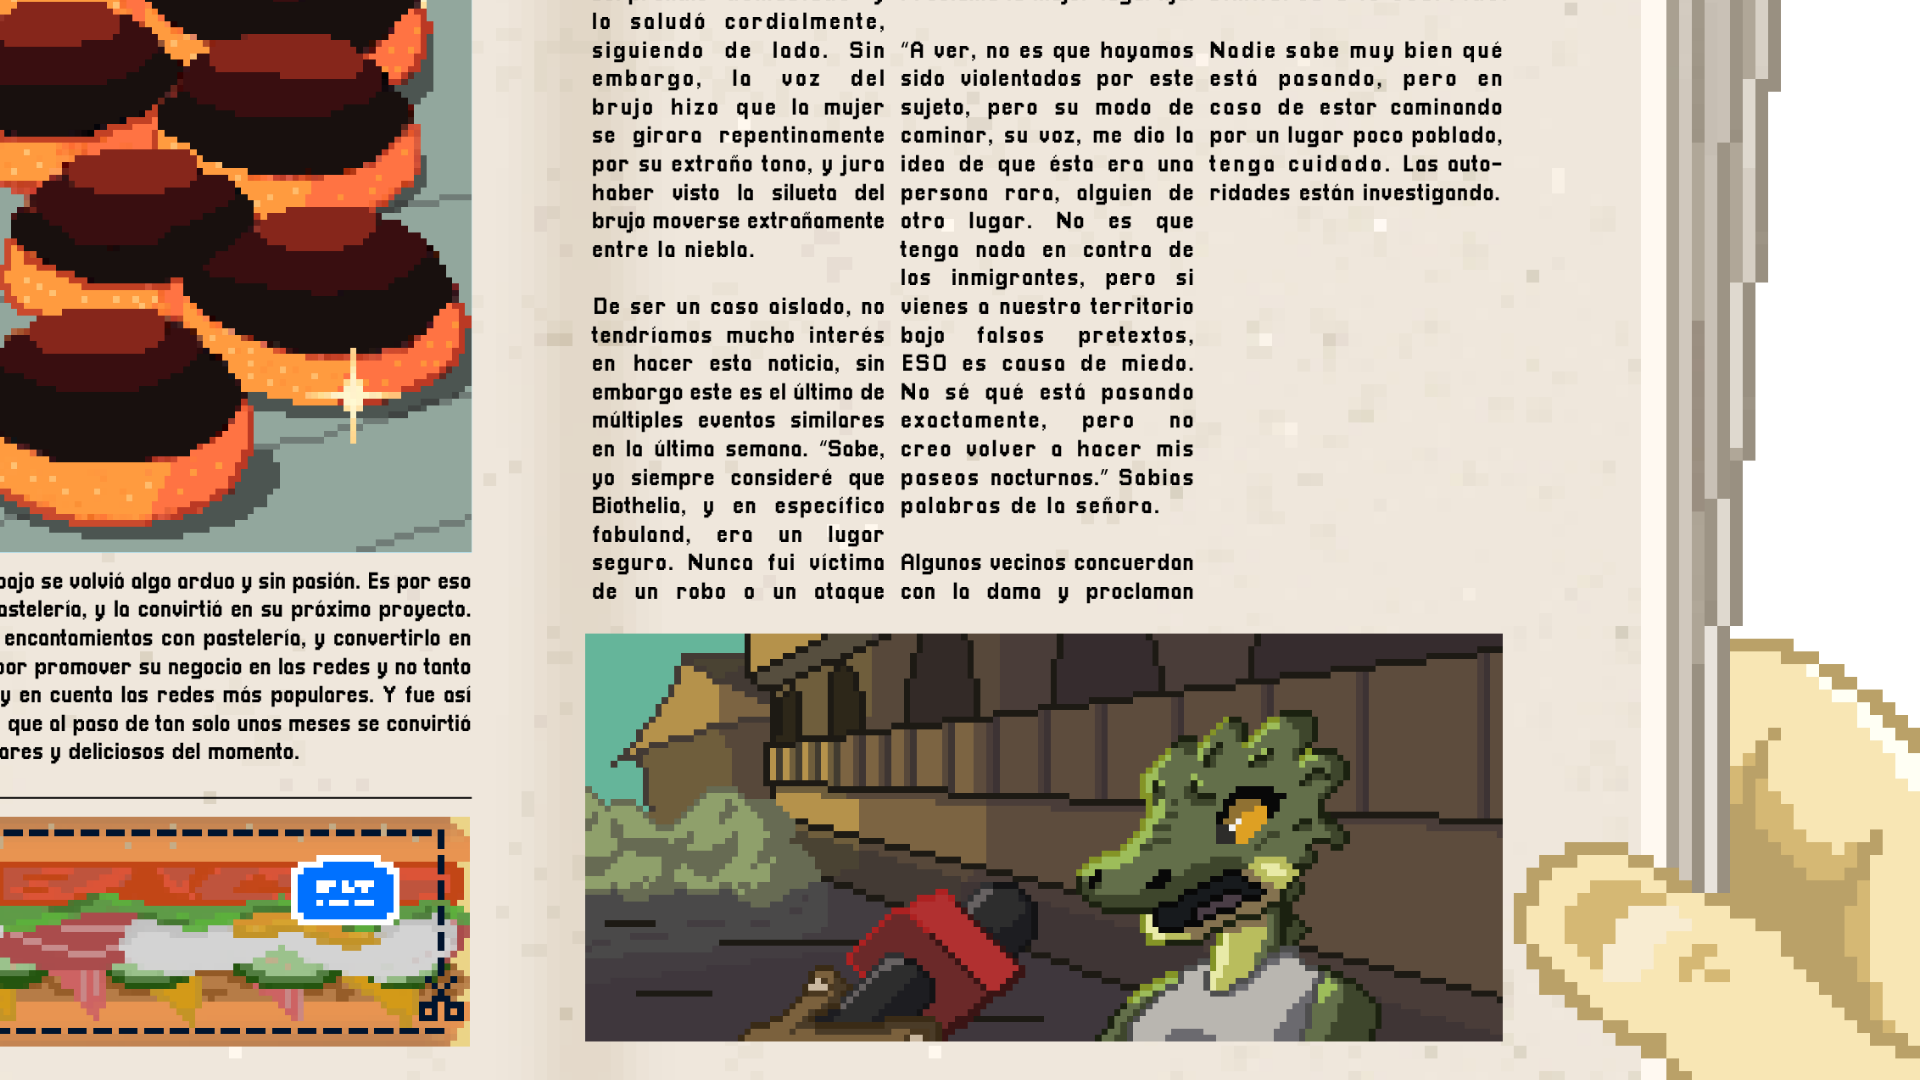 bajo se volvió algo arduo y sin pasión. Es por eso
astelería, y la convirtió en su próximo proyecto.
encantamientos con pastelería, y convertirlo en
por promover su negocio en las redes y no tanto
y en cuenta las redes más populares. Y fue así
que al paso de tan solo unos meses se convirtió
ares y deliciosos del momento.
lo saludó cordialmente,
siguiendo de lado. Sin
embargo, la voz del
brujo hizo que la mujer
se girara repentinamente
por su extraño tono, y jura
haber visto la silueta del
brujo moverse extrañamente
entre la niebla.
De ser un caso aislado, no
tendríamos mucho interés
en hacer esta noticia, sin
embargo este es el último de
múltiples eventos similares
en la última semana. "Sabe,
yo siempre consideré que
Biothelia, y en específico
fabuland, era un lugar
seguro. Nunca fui víctima
de un robo o un ataque
"A ver, no es que hayamos
sido violentados por este
sujeto, pero su modo de
caminar, su voz, me dio la
idea de que ésta era una
persona rara, alguien de
otro lugar. No es que
tenga nada en contra de
los inmigrantes, pero si
vienes a nuestro territorio
bajo falsos pretextos,
ESO es causa de miedo.
No sé qué está pasando
exactamente, pero no
creo volver a hacer mis
paseos nocturnos." Sabias
palabras de la señora.
Algunos vecinos concuerdan
con la dama y proclaman
Nadie sabe muy bien qué
está pasando, pero en
caso de estar caminando
por un lugar poco poblado,
tenga cuidado. Las auto-
ridades están investigando.